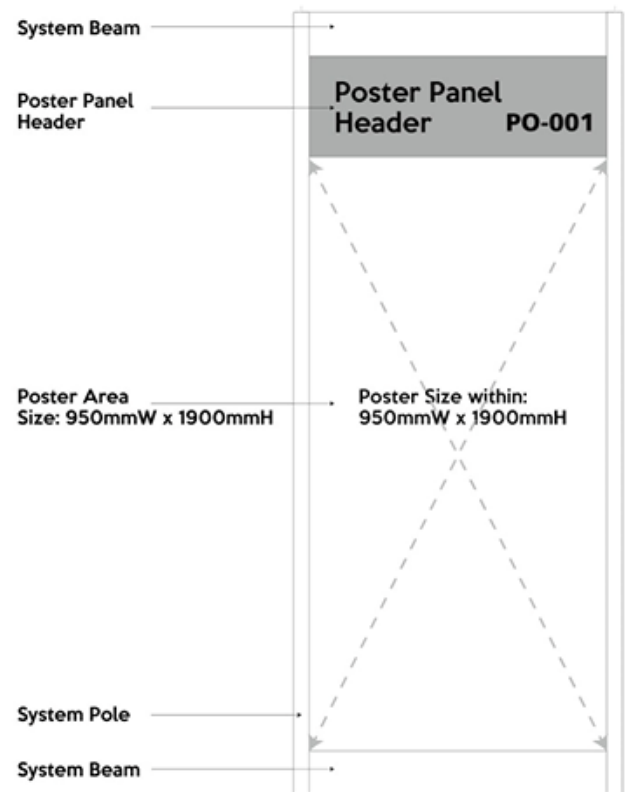 System Beam
Poster Panel
Header
Poster Panel
Header PO-001
Poster Area
Size: 950mmW x 1900mmH
Poster Size within:
950mmW x 1900mmH
System Pole
System Beam